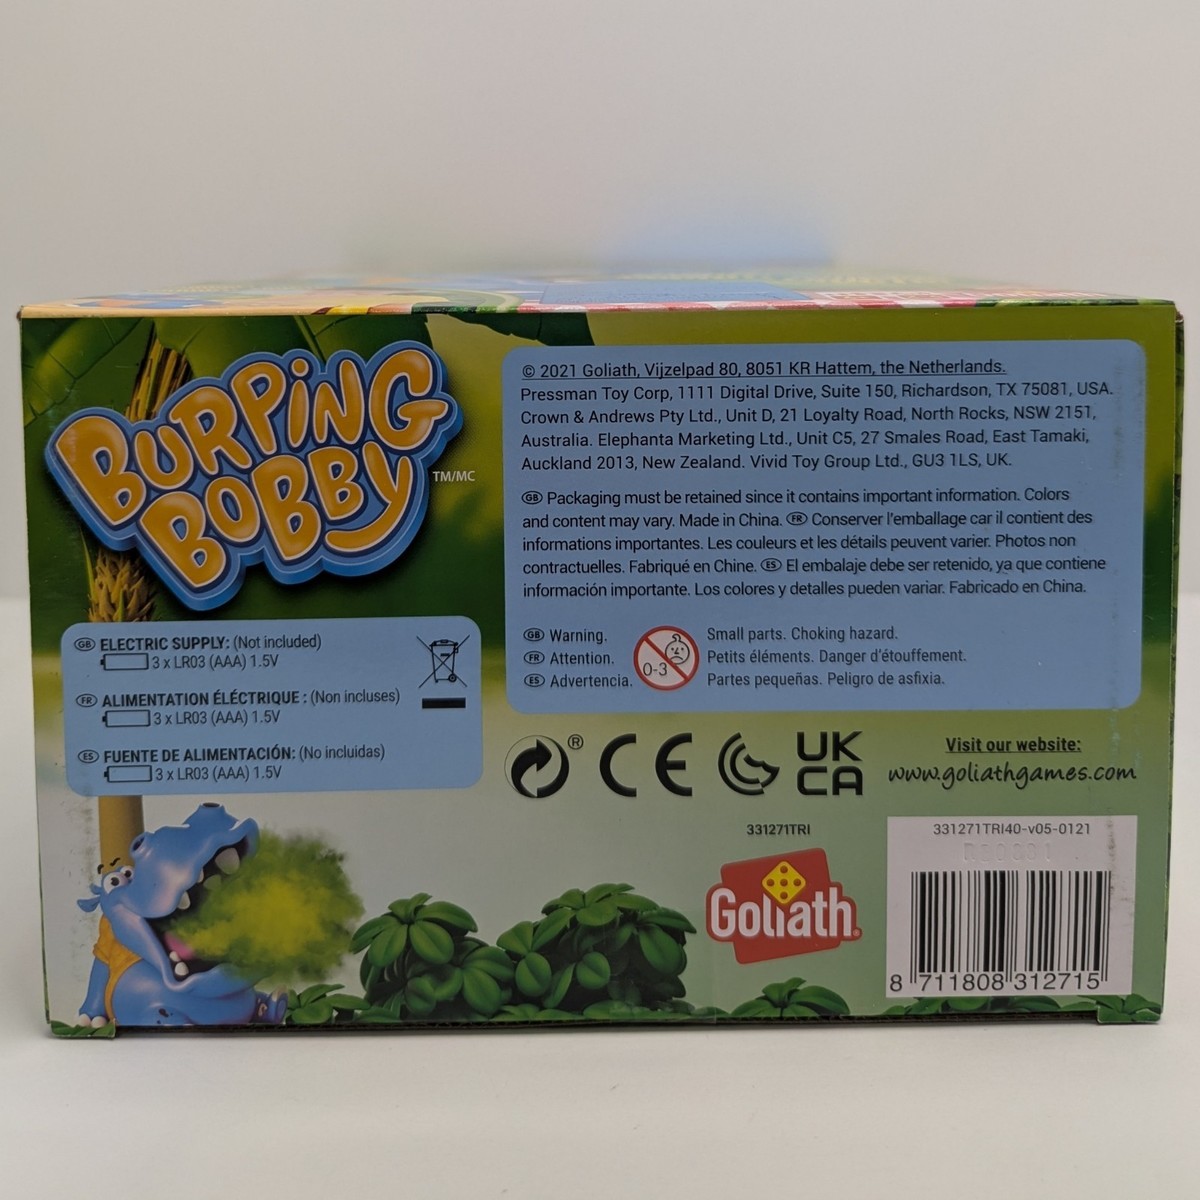 BURPING
BOBBY
TM/MC
GB ELECTRIC SUPPLY: (Not included)
3 x LR03 (AAA) 1.5V
FR ALIMENTATION ÉLÉCTRIQUE : (Non incluses)
3 x LR03 (AAA) 1.5V
ES FUENTE DE ALIMENTACIÓN: (No incluidas)
3 x LR03 (AAA) 1.5V
© 2021 Goliath, Vijzelpad 80, 8051 KR Hattem, the Netherlands.
Pressman Toy Corp, 1111 Digital Drive, Suite 150, Richardson, TX 75081, USA.
Crown & Andrews Pty Ltd., Unit D, 21 Loyalty Road, North Rocks, NSW 2151,
Australia. Elephanta Marketing Ltd., Unit C5, 27 Smales Road, East Tamaki,
Auckland 2013, New Zealand. Vivid Toy Group Ltd., GU3 1LS, UK.
GB Packaging must be retained since it contains important information. Colors
and content may vary. Made in China. FR Conserver l'emballage car il contient des
informations importantes. Les couleurs et les détails peuvent varier. Photos non
contractuelles. Fabriqué en Chine. ES El embalaje debe ser retenido, ya que contiene
información importante. Los colores y detalles pueden variar. Fabricado en China.
GB Warning.
FR Attention.
ES Advertencia.
0-3
Small parts. Choking hazard.
Petits éléments. Danger d'étouffement.
Partes pequeñas. Peligro de asfixia.
® CE UK
CA
Visit our website:
www.goliathgames.com
331271TRI
Goliath®
331271TRI40-v05-0121
8 711808 312715